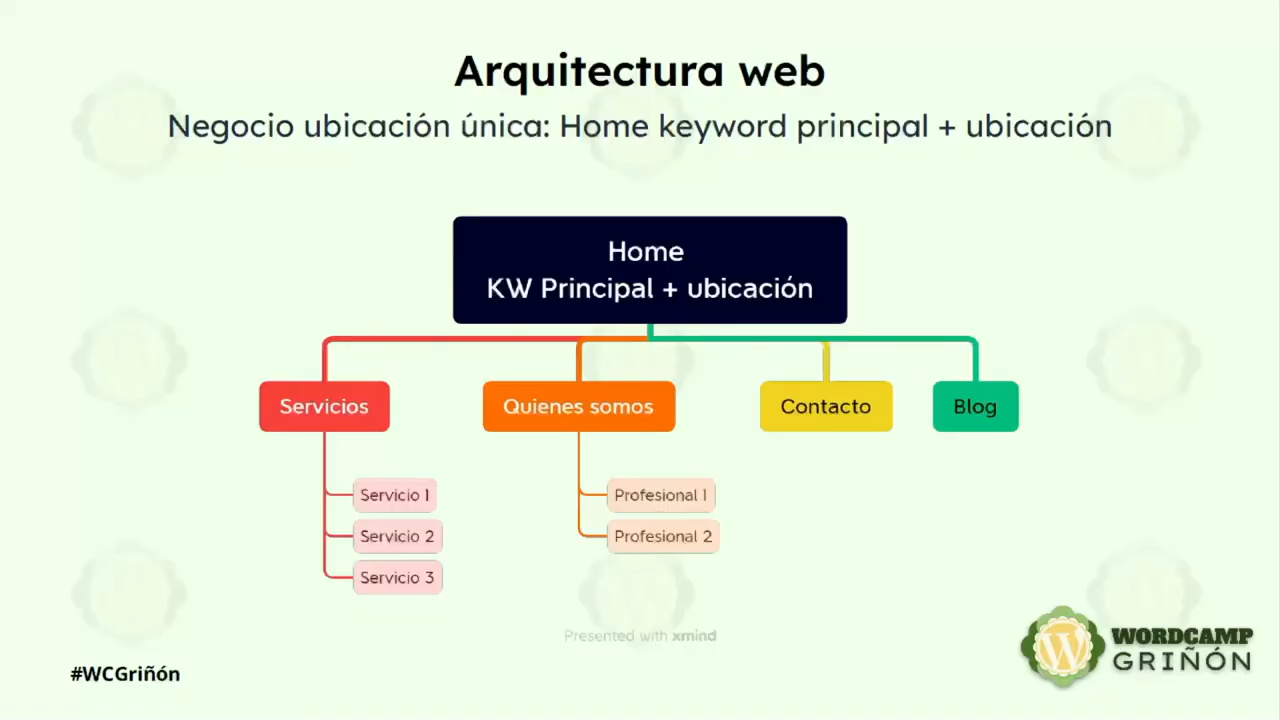 Arquitectura web
Negocio ubicación única: Home keyword principal + ubicación
Home
KW Principal + ubicación
Servicios
Quienes somos
Contacto
Blog
Servicio 1
Servicio 2
Servicio 3
Profesional 1
Profesional 2
Presented with xmind
#WCGriñón
WORDCAMP
GRIÑÓN